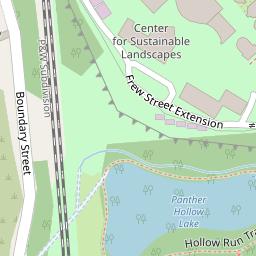 Center
for Sustainable
Landscapes
P&W Subdivision
Frew Street Extension
Boundary Street
Panther
Hollow
Lake
Hollow Run Tra